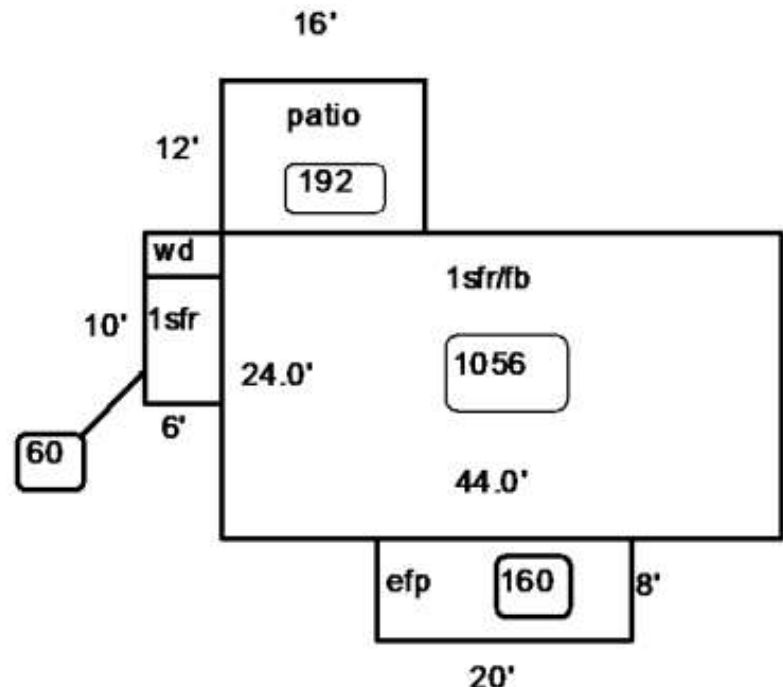 16'
patio
12'
192
wd
1sfr/fb
10'
1sfr
1056
24.0'
6'
60
44.0'
efp
160
8'
20'